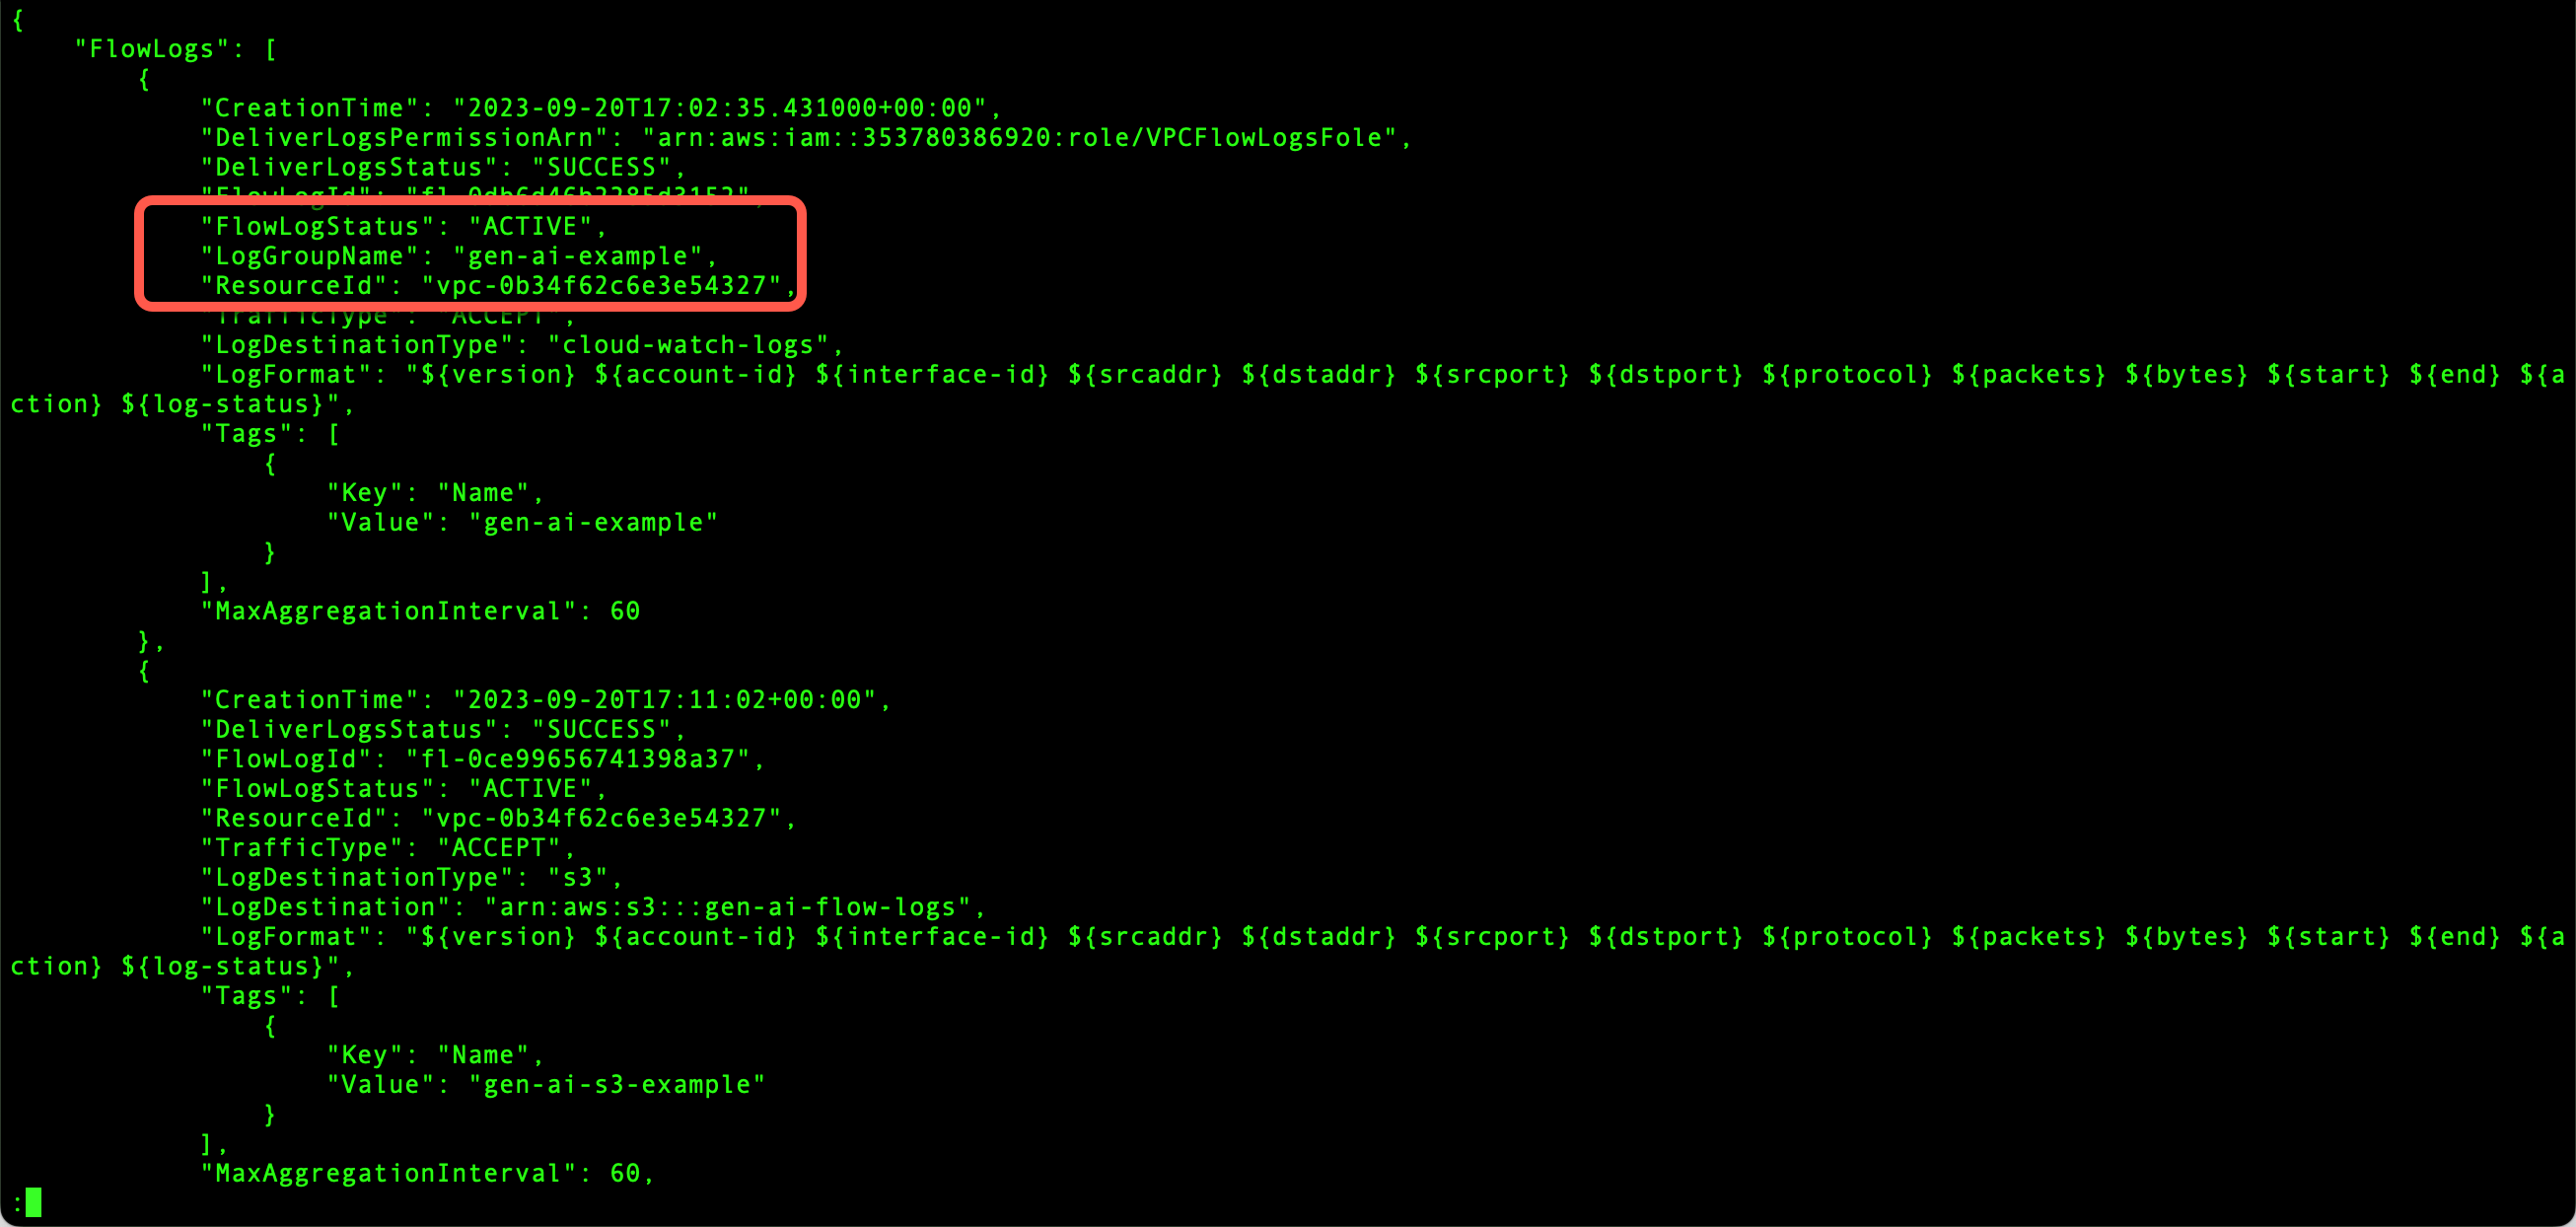 {
"FlowLogs": [
{
"CreationTime": "2023-09-20T17:02:35.431000+00:00",
"DeliverLogsPermissionArn": "arn:aws:iam::353780386920:role/VPCFlowLogsFole",
"DeliverLogsStatus": "SUCCESS",
"FlowLogId": "fl-0db6d46b2285d3152",
"FlowLogStatus": "ACTIVE",
"LogGroupName": "gen-ai-example",
"ResourceId": "vpc-0b34f62c6e3e54327",
"TrafficType": "ACCEPT",
"LogDestinationType": "cloud-watch-logs",
"LogFormat": "${version} ${account-id} ${interface-id} ${srcaddr} ${dstaddr} ${srcport} ${dstport} ${protocol} ${packets} ${bytes} ${start} ${end} ${a
ction} ${log-status}",
"Tags": [
{
"Key": "Name",
"Value": "gen-ai-example"
}
],
"MaxAggregationInterval": 60
},
{
"CreationTime": "2023-09-20T17:11:02+00:00",
"DeliverLogsStatus": "SUCCESS",
"FlowLogId": "fl-0ce99656741398a37",
"FlowLogStatus": "ACTIVE",
"ResourceId": "vpc-0b34f62c6e3e54327",
"TrafficType": "ACCEPT",
"LogDestinationType": "s3",
"LogDestination": "arn:aws:s3:::gen-ai-flow-logs",
"LogFormat": "${version} ${account-id} ${interface-id} ${srcaddr} ${dstaddr} ${srcport} ${dstport} ${protocol} ${packets} ${bytes} ${start} ${end} ${a
ction} ${log-status}",
"Tags": [
{
"Key": "Name",
"Value": "gen-ai-s3-example"
}
],
"MaxAggregationInterval": 60,
: